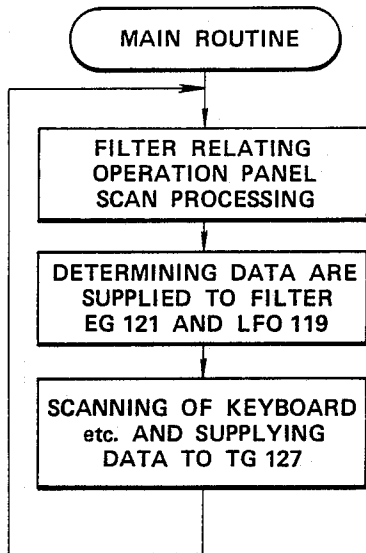 MAIN ROUTINE
FILTER RELATING
OPERATION PANEL
SCAN PROCESSING
DETERMINING DATA ARE
SUPPLIED TO FILTER
EG 121 AND LFO 119
SCANNING OF KEYBOARD
etc. AND SUPPLYING
DATA TO TG 127